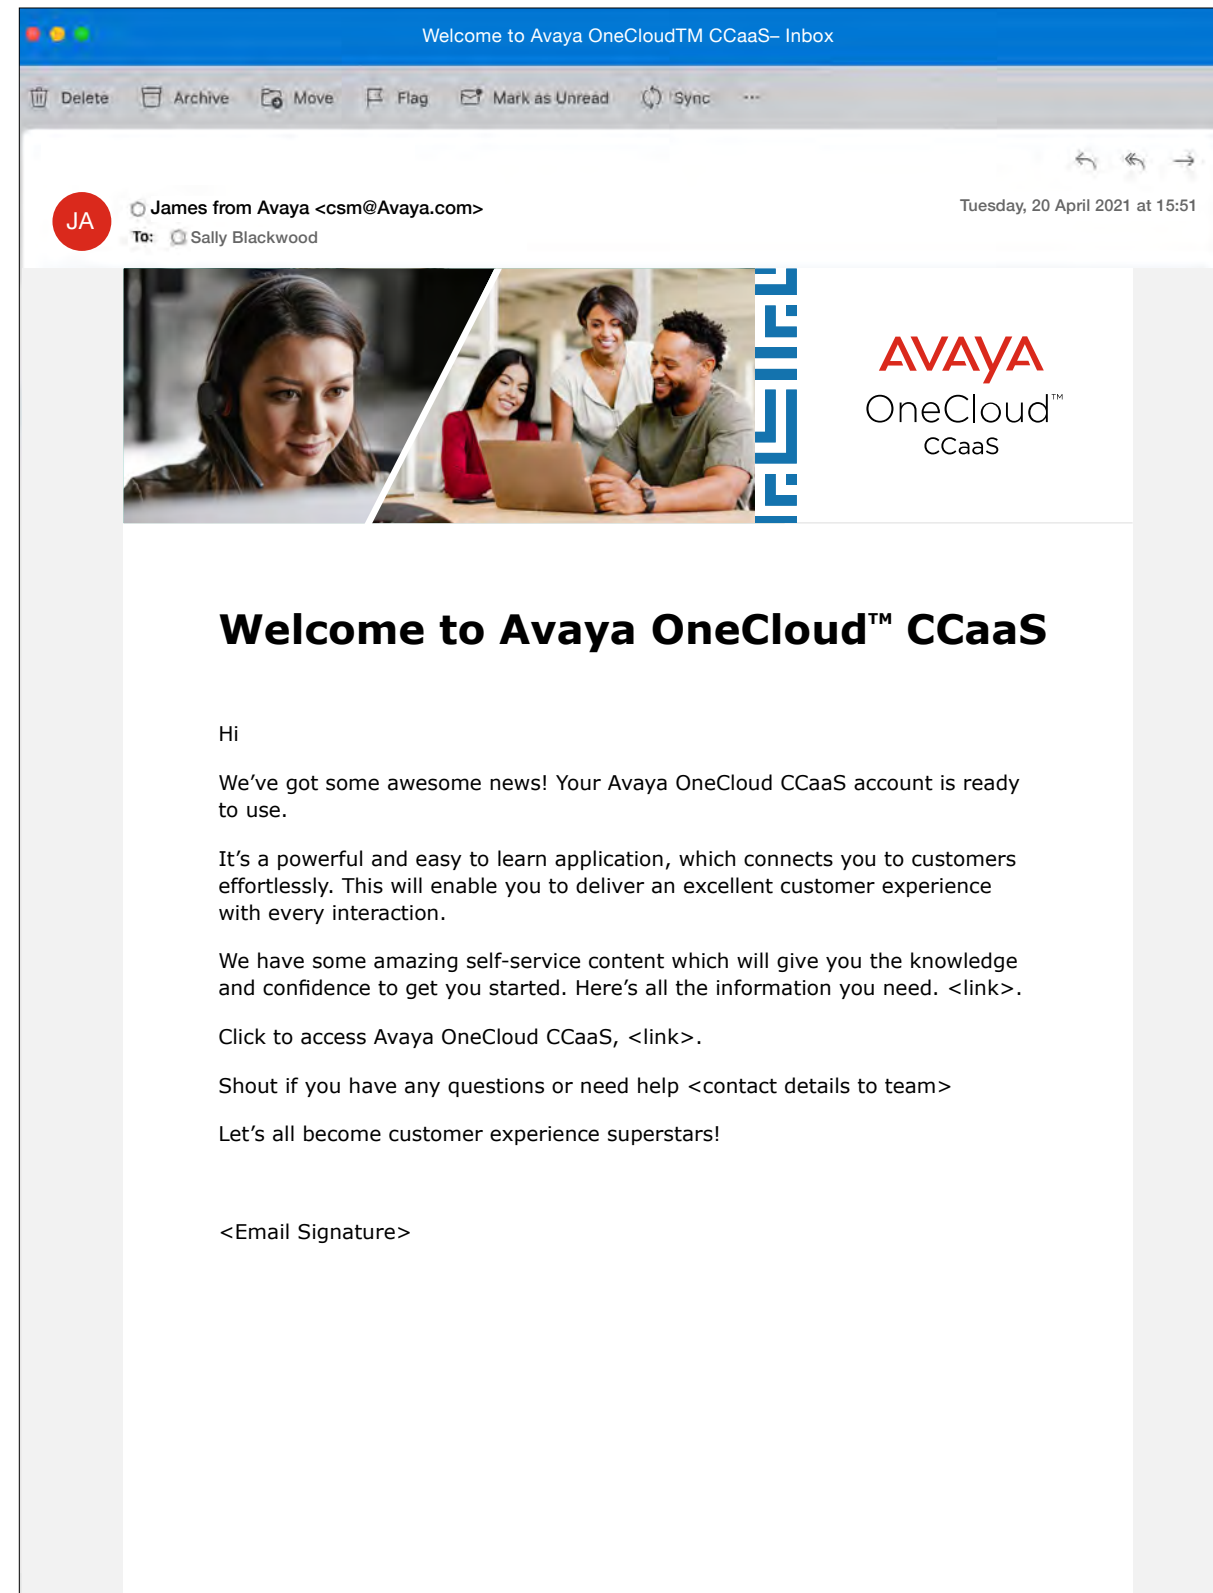 Welcome to Avaya OneCloudTM CCaaS– Inbox
Delete Archive Move Flag Mark as Unread Sync ...
JA
James from Avaya <csm@Avaya.com>
Tuesday, 20 April 2021 at 15:51
To: Sally Blackwood
AVAYA
OneCloud™
CCaaS
Welcome to Avaya OneCloud™ CCaaS
Hi
We’ve got some awesome news! Your Avaya OneCloud CCaaS account is ready
to use.
It’s a powerful and easy to learn application, which connects you to customers
effortlessly. This will enable you to deliver an excellent customer experience
with every interaction.
We have some amazing self-service content which will give you the knowledge
and confidence to get you started. Here’s all the information you need. <link>.
Click to access Avaya OneCloud CCaaS, <link>.
Shout if you have any questions or need help <contact details to team>
Let’s all become customer experience superstars!
<Email Signature>